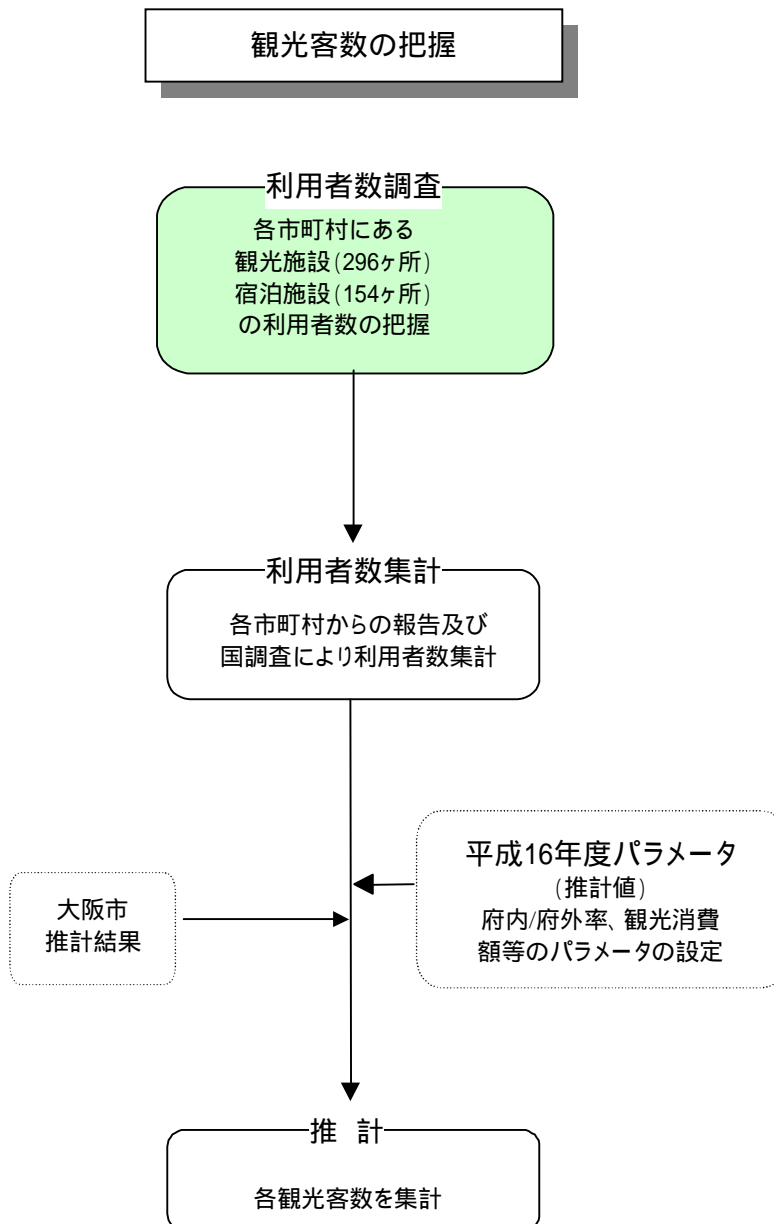 観光客数の把握
利用者数調査
各市町村にある
観光施設(296ヶ所)
宿泊施設(154ヶ所)
の利用者数の把握
利用者数集計
各市町村からの報告及び
国調査により利用者数集計
平成16年度パラメータ
(推計値)
府内/府外率、観光消費
額等のパラメータの設定
大阪市
推計結果
推 計
各観光客数を集計